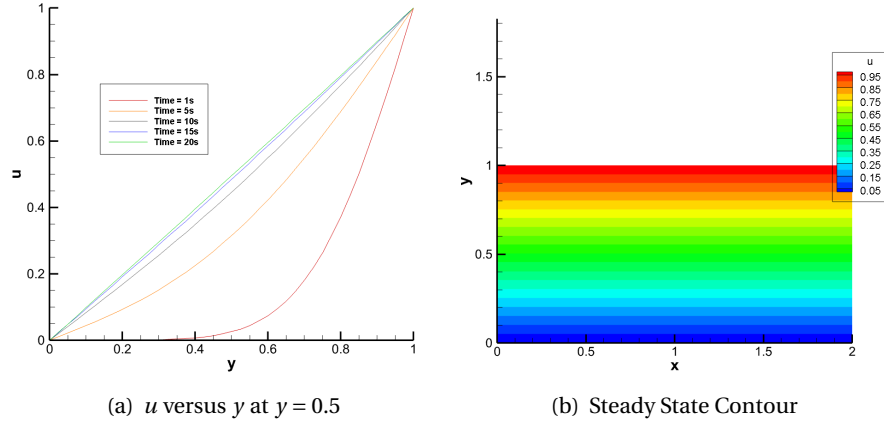 1
0.8
0.6
0.4
0.2
0
u
Time = 1s
Time = 5s
Time = 10s
Time = 15s
Time = 20s
0.2
0.4
0.6
0.8
1
y
(a) u versus y at y = 0.5
1.5
1
0.5
0
y
0
0.5
1
1.5
2
x
u
0.95
0.85
0.75
0.65
0.55
0.45
0.35
0.25
0.15
0.05
(b) Steady State Contour